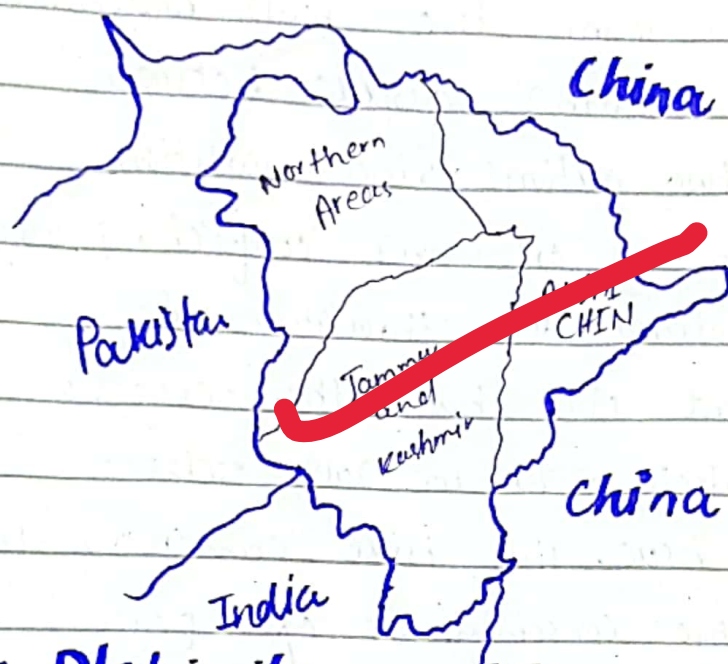 China
Northern
Areas
Pakistan
CHIN
Jammu
and
Kashmir
China
India